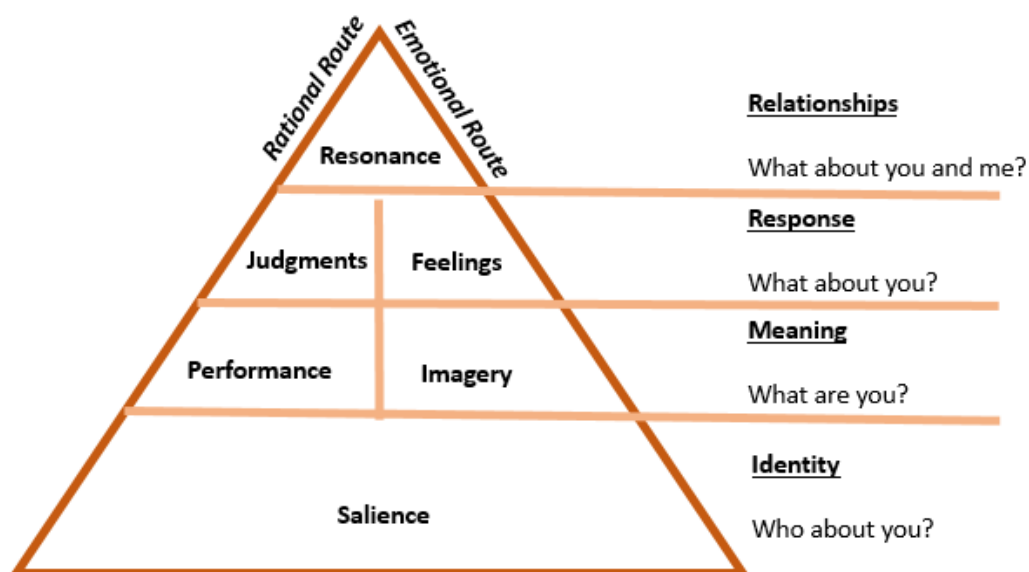 Rational Route
Emotional Route
Resonance
Relationships
What about you and me?
Judgments
Feelings
Response
What about you?
Performance
Imagery
Meaning
What are you?
Salience
Identity
Who about you?